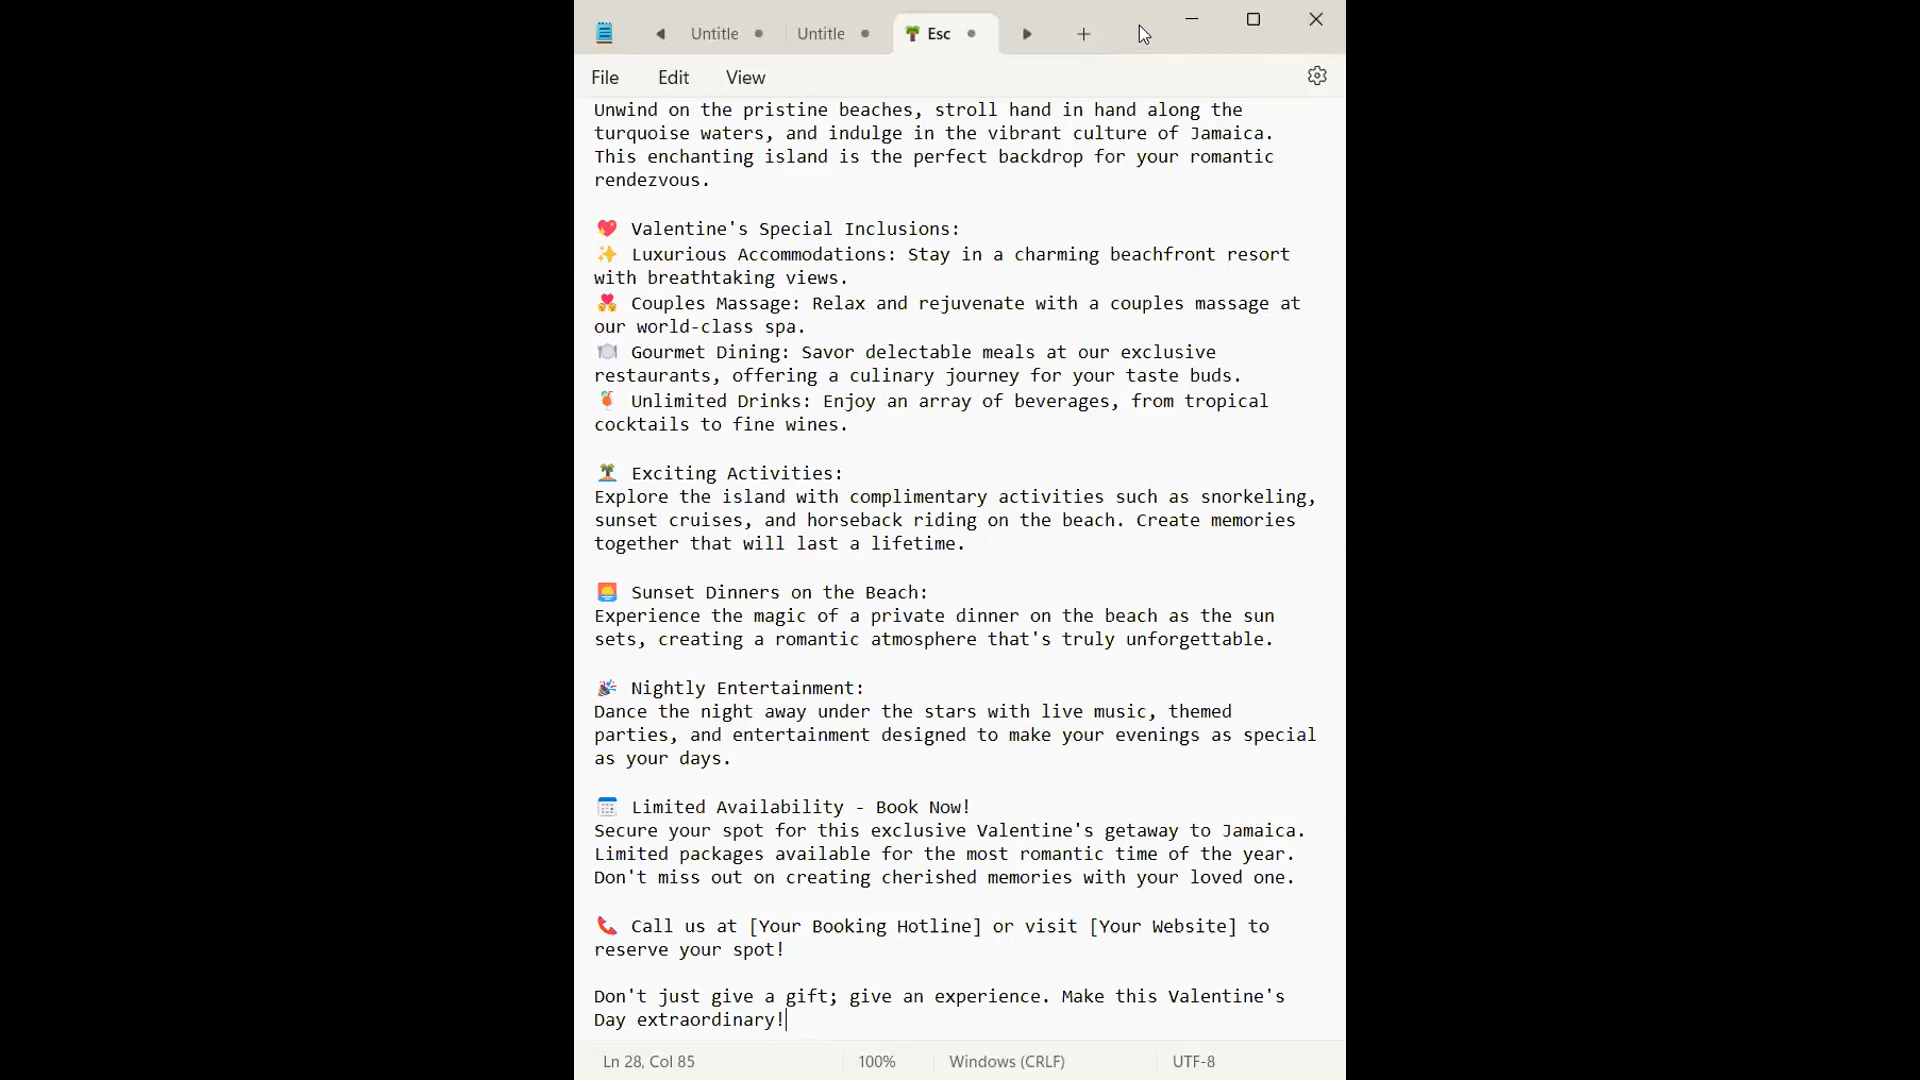 Untitle
Untitle
Esc
File
Edit
View
Unwind on the pristine beaches, stroll hand in hand along the
turquoise waters, and indulge in the vibrant culture of Jamaica.
This enchanting island is the perfect backdrop for your romantic
rendezvous.
💖 Valentine's Special Inclusions:
✨ Luxurious Accommodations: Stay in a charming beachfront resort
with breathtaking views.
💑 Couples Massage: Relax and rejuvenate with a couples massage at
our world-class spa.
🍽️ Gourmet Dining: Savor delectable meals at our exclusive
restaurants, offering a culinary journey for your taste buds.
🍹 Unlimited Drinks: Enjoy an array of beverages, from tropical
cocktails to fine wines.
🏝️ Exciting Activities:
Explore the island with complimentary activities such as snorkeling,
sunset cruises, and horseback riding on the beach. Create memories
together that will last a lifetime.
🌅 Sunset Dinners on the Beach:
Experience the magic of a private dinner on the beach as the sun
sets, creating a romantic atmosphere that's truly unforgettable.
🎉 Nightly Entertainment:
Dance the night away under the stars with live music, themed
parties, and entertainment designed to make your evenings as special
as your days.
📅 Limited Availability - Book Now!
Secure your spot for this exclusive Valentine's getaway to Jamaica.
Limited packages available for the most romantic time of the year.
Don't miss out on creating cherished memories with your loved one.
📞 Call us at [Your Booking Hotline] or visit [Your Website] to
reserve your spot!
Don't just give a gift; give an experience. Make this Valentine's
Day extraordinary!
Ln 28, Col 85
100%
Windows (CRLF)
UTF-8